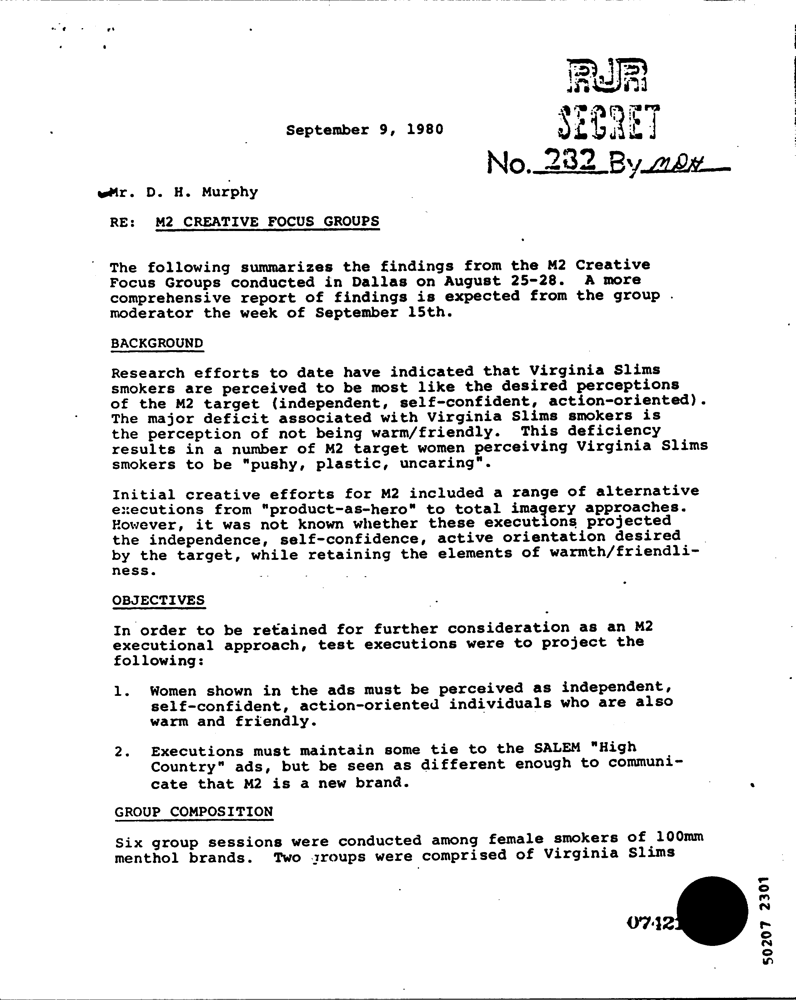 RJR
SECRET
September 9, 1980
No. 232 By MDH
Mr. D. H. Murphy
RE: M2 CREATIVE FOCUS GROUPS
The following summarizes the findings from the M2 Creative
Focus Groups conducted in Dallas on August 25-28. A more
comprehensive report of findings is expected from the group
moderator the week of September 15th.
BACKGROUND
Research efforts to date have indicated that Virginia Slims
smokers are perceived to be most like the desired perceptions
of the M2 target (independent, self-confident, action-oriented).
The major deficit associated with Virginia Slims smokers is
the perception of not being warm/friendly. This deficiency
results in a number of M2 target women perceiving Virginia Slims
smokers to be "pushy, plastic, uncaring".
Initial creative efforts for M2 included a range of alternative
executions from "product-as-hero" to total imagery approaches.
However, it was not known whether these executions projected
the independence, self-confidence, active orientation desired
by the target, while retaining the elements of warmth/friendli-
ness.
OBJECTIVES
In order to be retained for further consideration as an M2
executional approach, test executions were to project the
following:
1. Women shown in the ads must be perceived as independent,
self-confident, action-oriented individuals who are also
warm and friendly.
2. Executions must maintain some tie to the SALEM "High
Country" ads, but be seen as different enough to communi-
cate that M2 is a new brand.
GROUP COMPOSITION
Six group sessions were conducted among female smokers of 100mm
menthol brands. Two groups were comprised of Virginia Slims
50207 2301